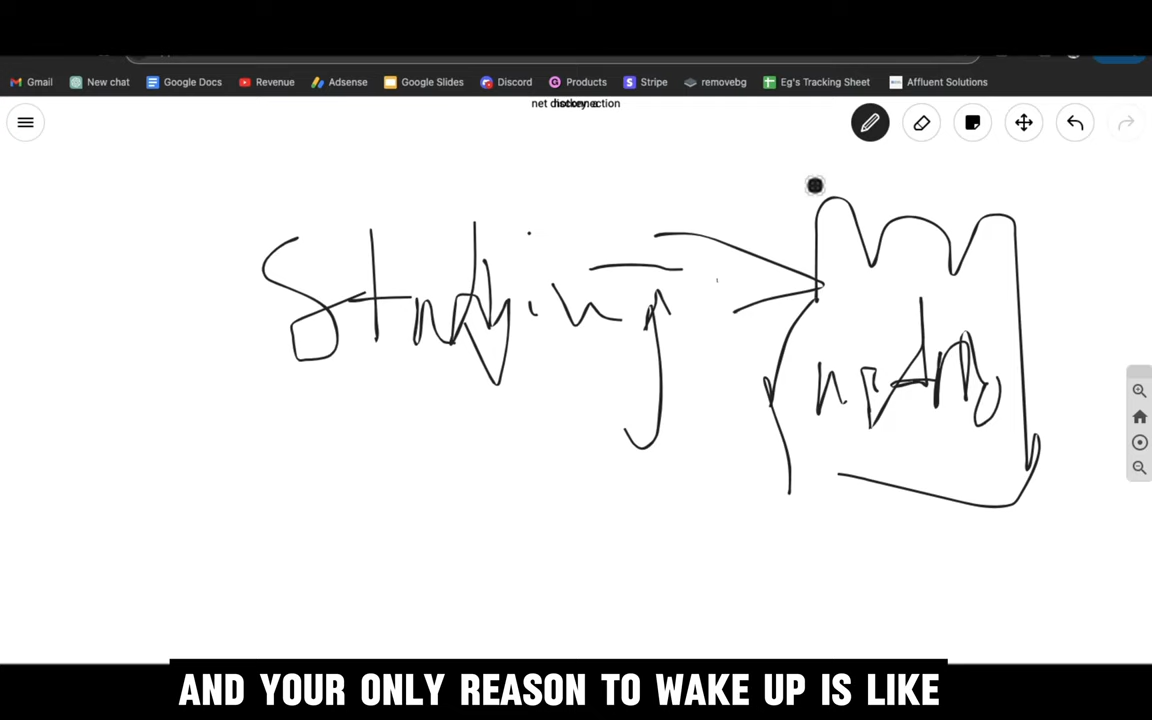 Gmail New chat Google Docs Revenue Adsense Google Slides Discord Products Stripe removebg Eg's Tracking Sheet Affluent Solutions
Studying
AND YOUR ONLY REASON TO WAKE UP IS LIKE